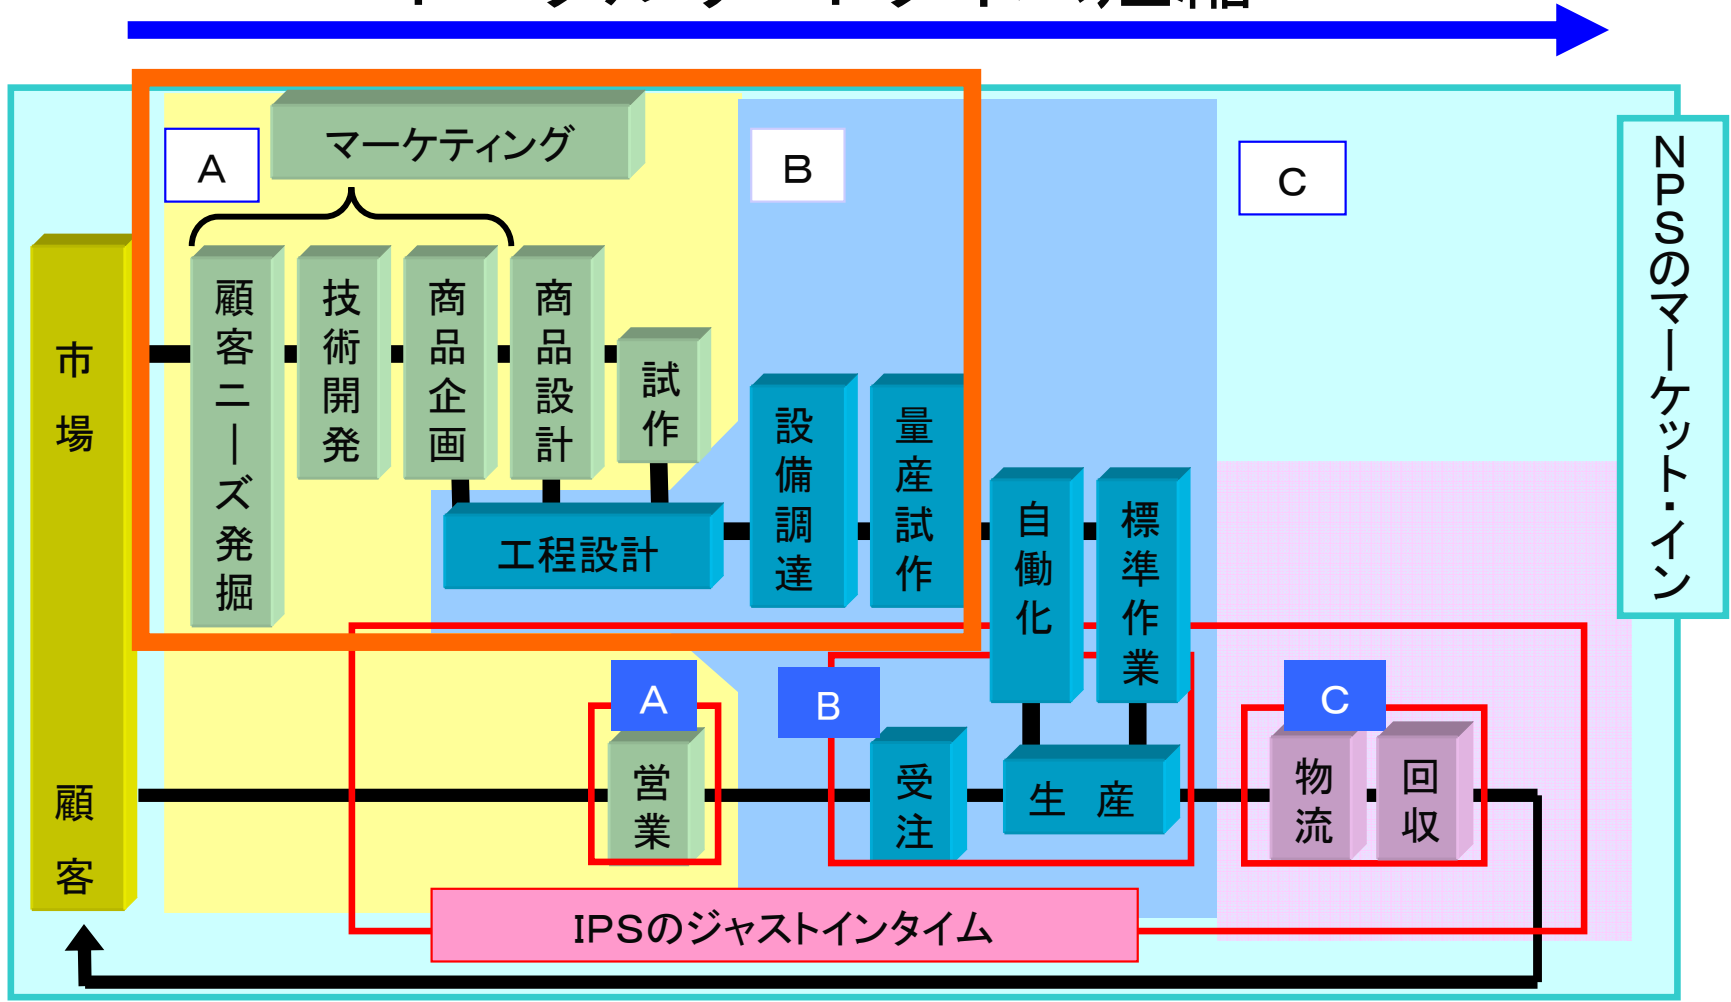 マーケティング
A
B
C
NPSのマーケット・イン
市場
顧客
顧客ニーズ発掘
技術開発
商品企画
商品設計
試作
工程設計
設備調達
量産試作
自働化
標準作業
A
B
C
営業
受注
生産
物流
回収
IPSのジャストインタイム